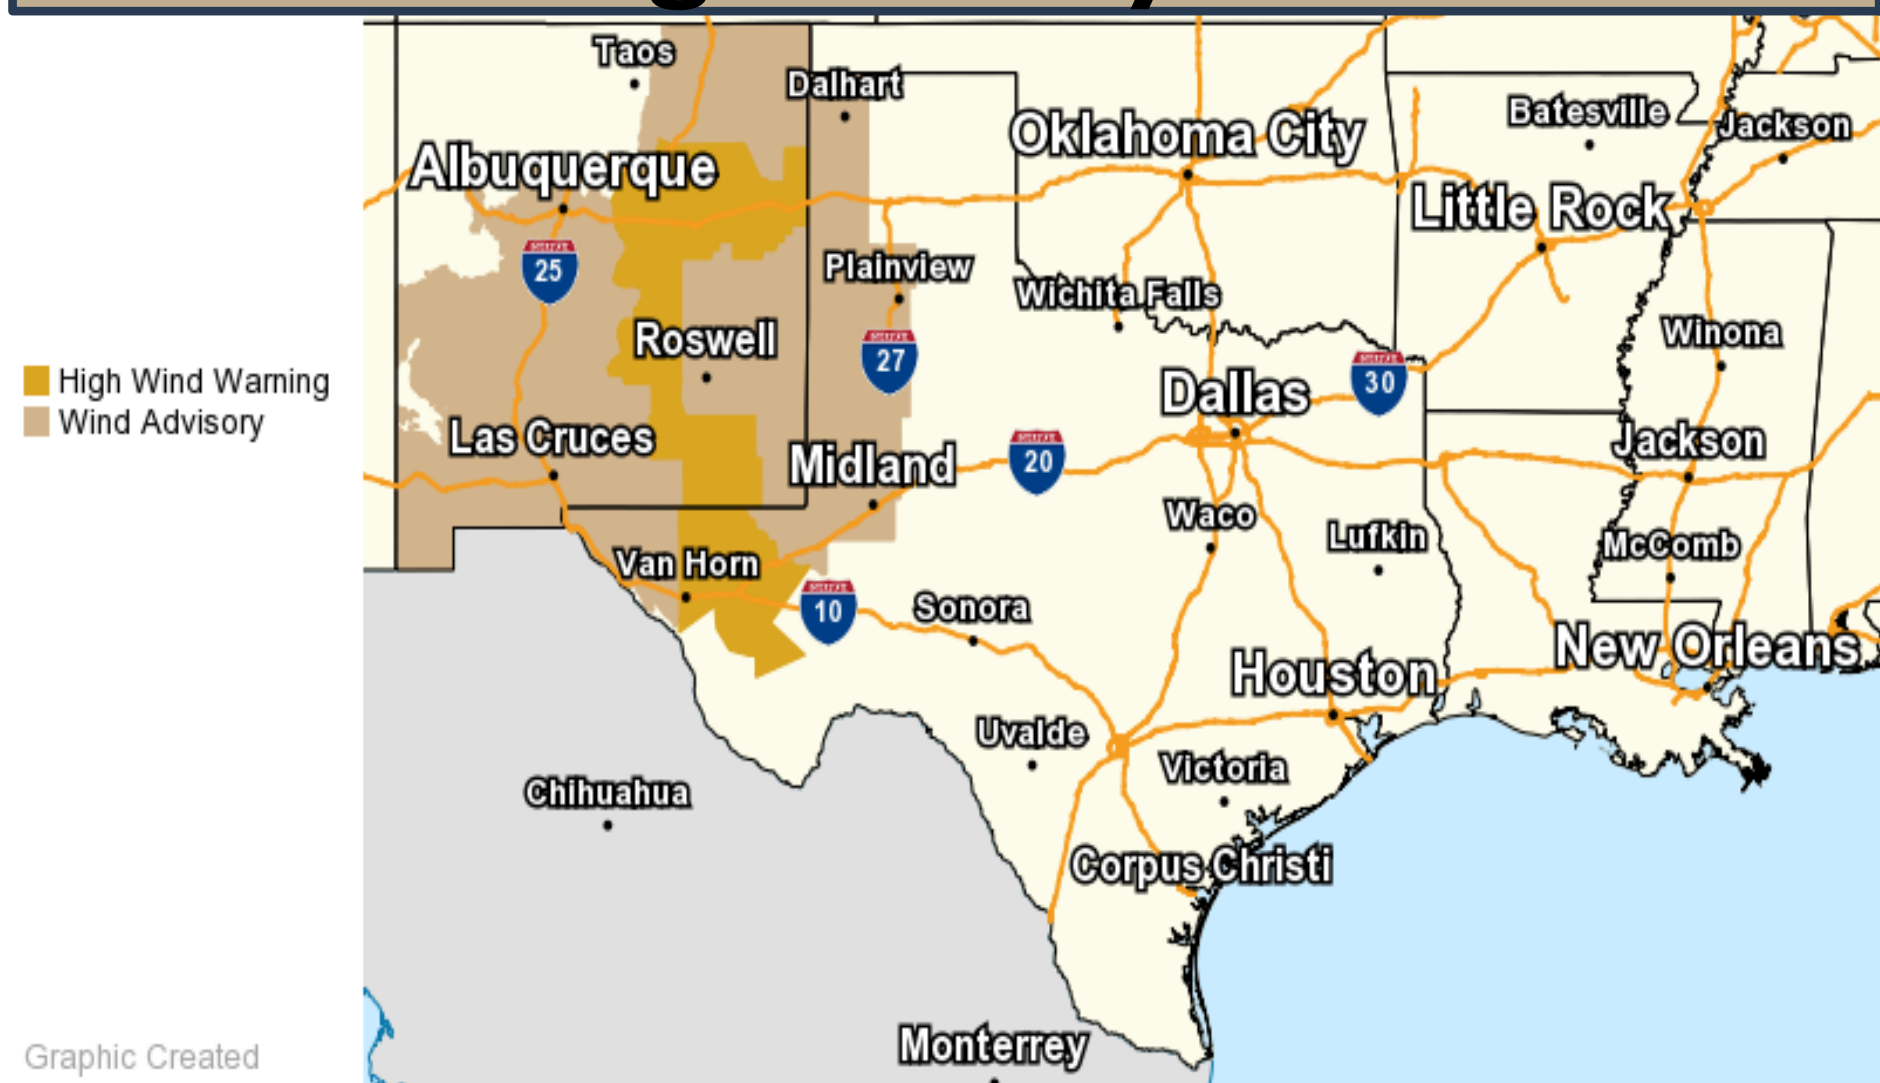 Taos
Dalhart
Batesville
Jackson
Oklahoma City
Albuquerque
Little Rock
25
Plainview
Wichita Falls
Roswell
27
Winona
30
High Wind Warning
Wind Advisory
Dallas
Las Cruces
Midland
20
Jackson
Waco
Lufkin
McComb
Van Horn
10
Sonora
New Orleans
Houston
Uvalde
Victoria
Chihuahua
Corpus Christi
Monterrey
Graphic Created